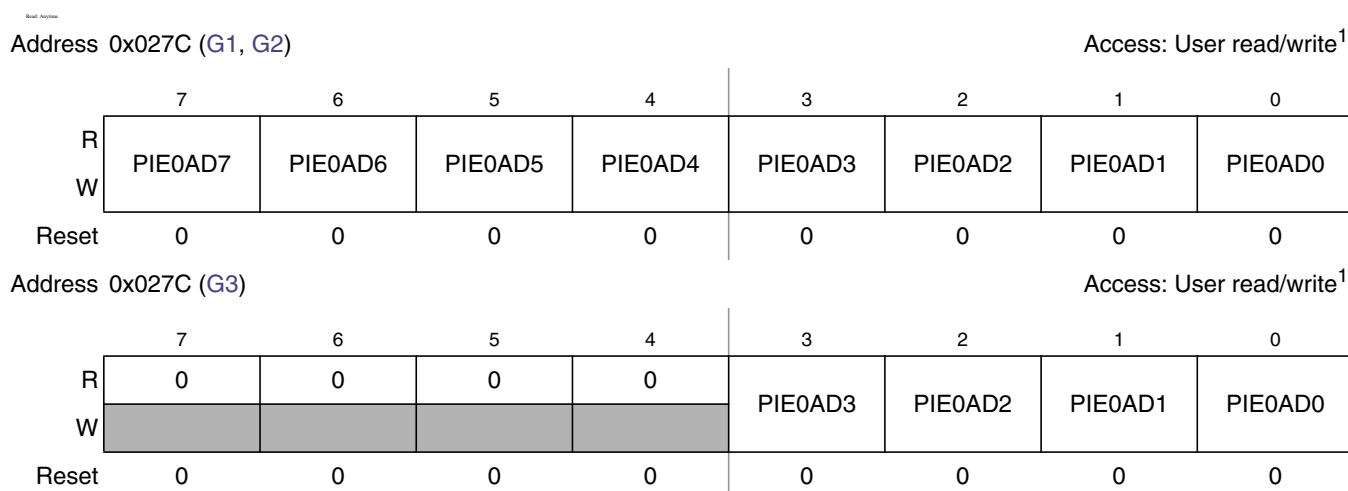 Read: Anytime
Address 0x027C (G1, G2) Access: User read/write1
7 6 5 4 3 2 1 0
R
W
PIE0AD7 PIE0AD6 PIE0AD5 PIE0AD4 PIE0AD3 PIE0AD2 PIE0AD1 PIE0AD0
Reset 0 0 0 0 0 0 0 0
Address 0x027C (G3) Access: User read/write1
7 6 5 4 3 2 1 0
R 0 0 0 0
W
PIE0AD3 PIE0AD2 PIE0AD1 PIE0AD0
Reset 0 0 0 0 0 0 0 0